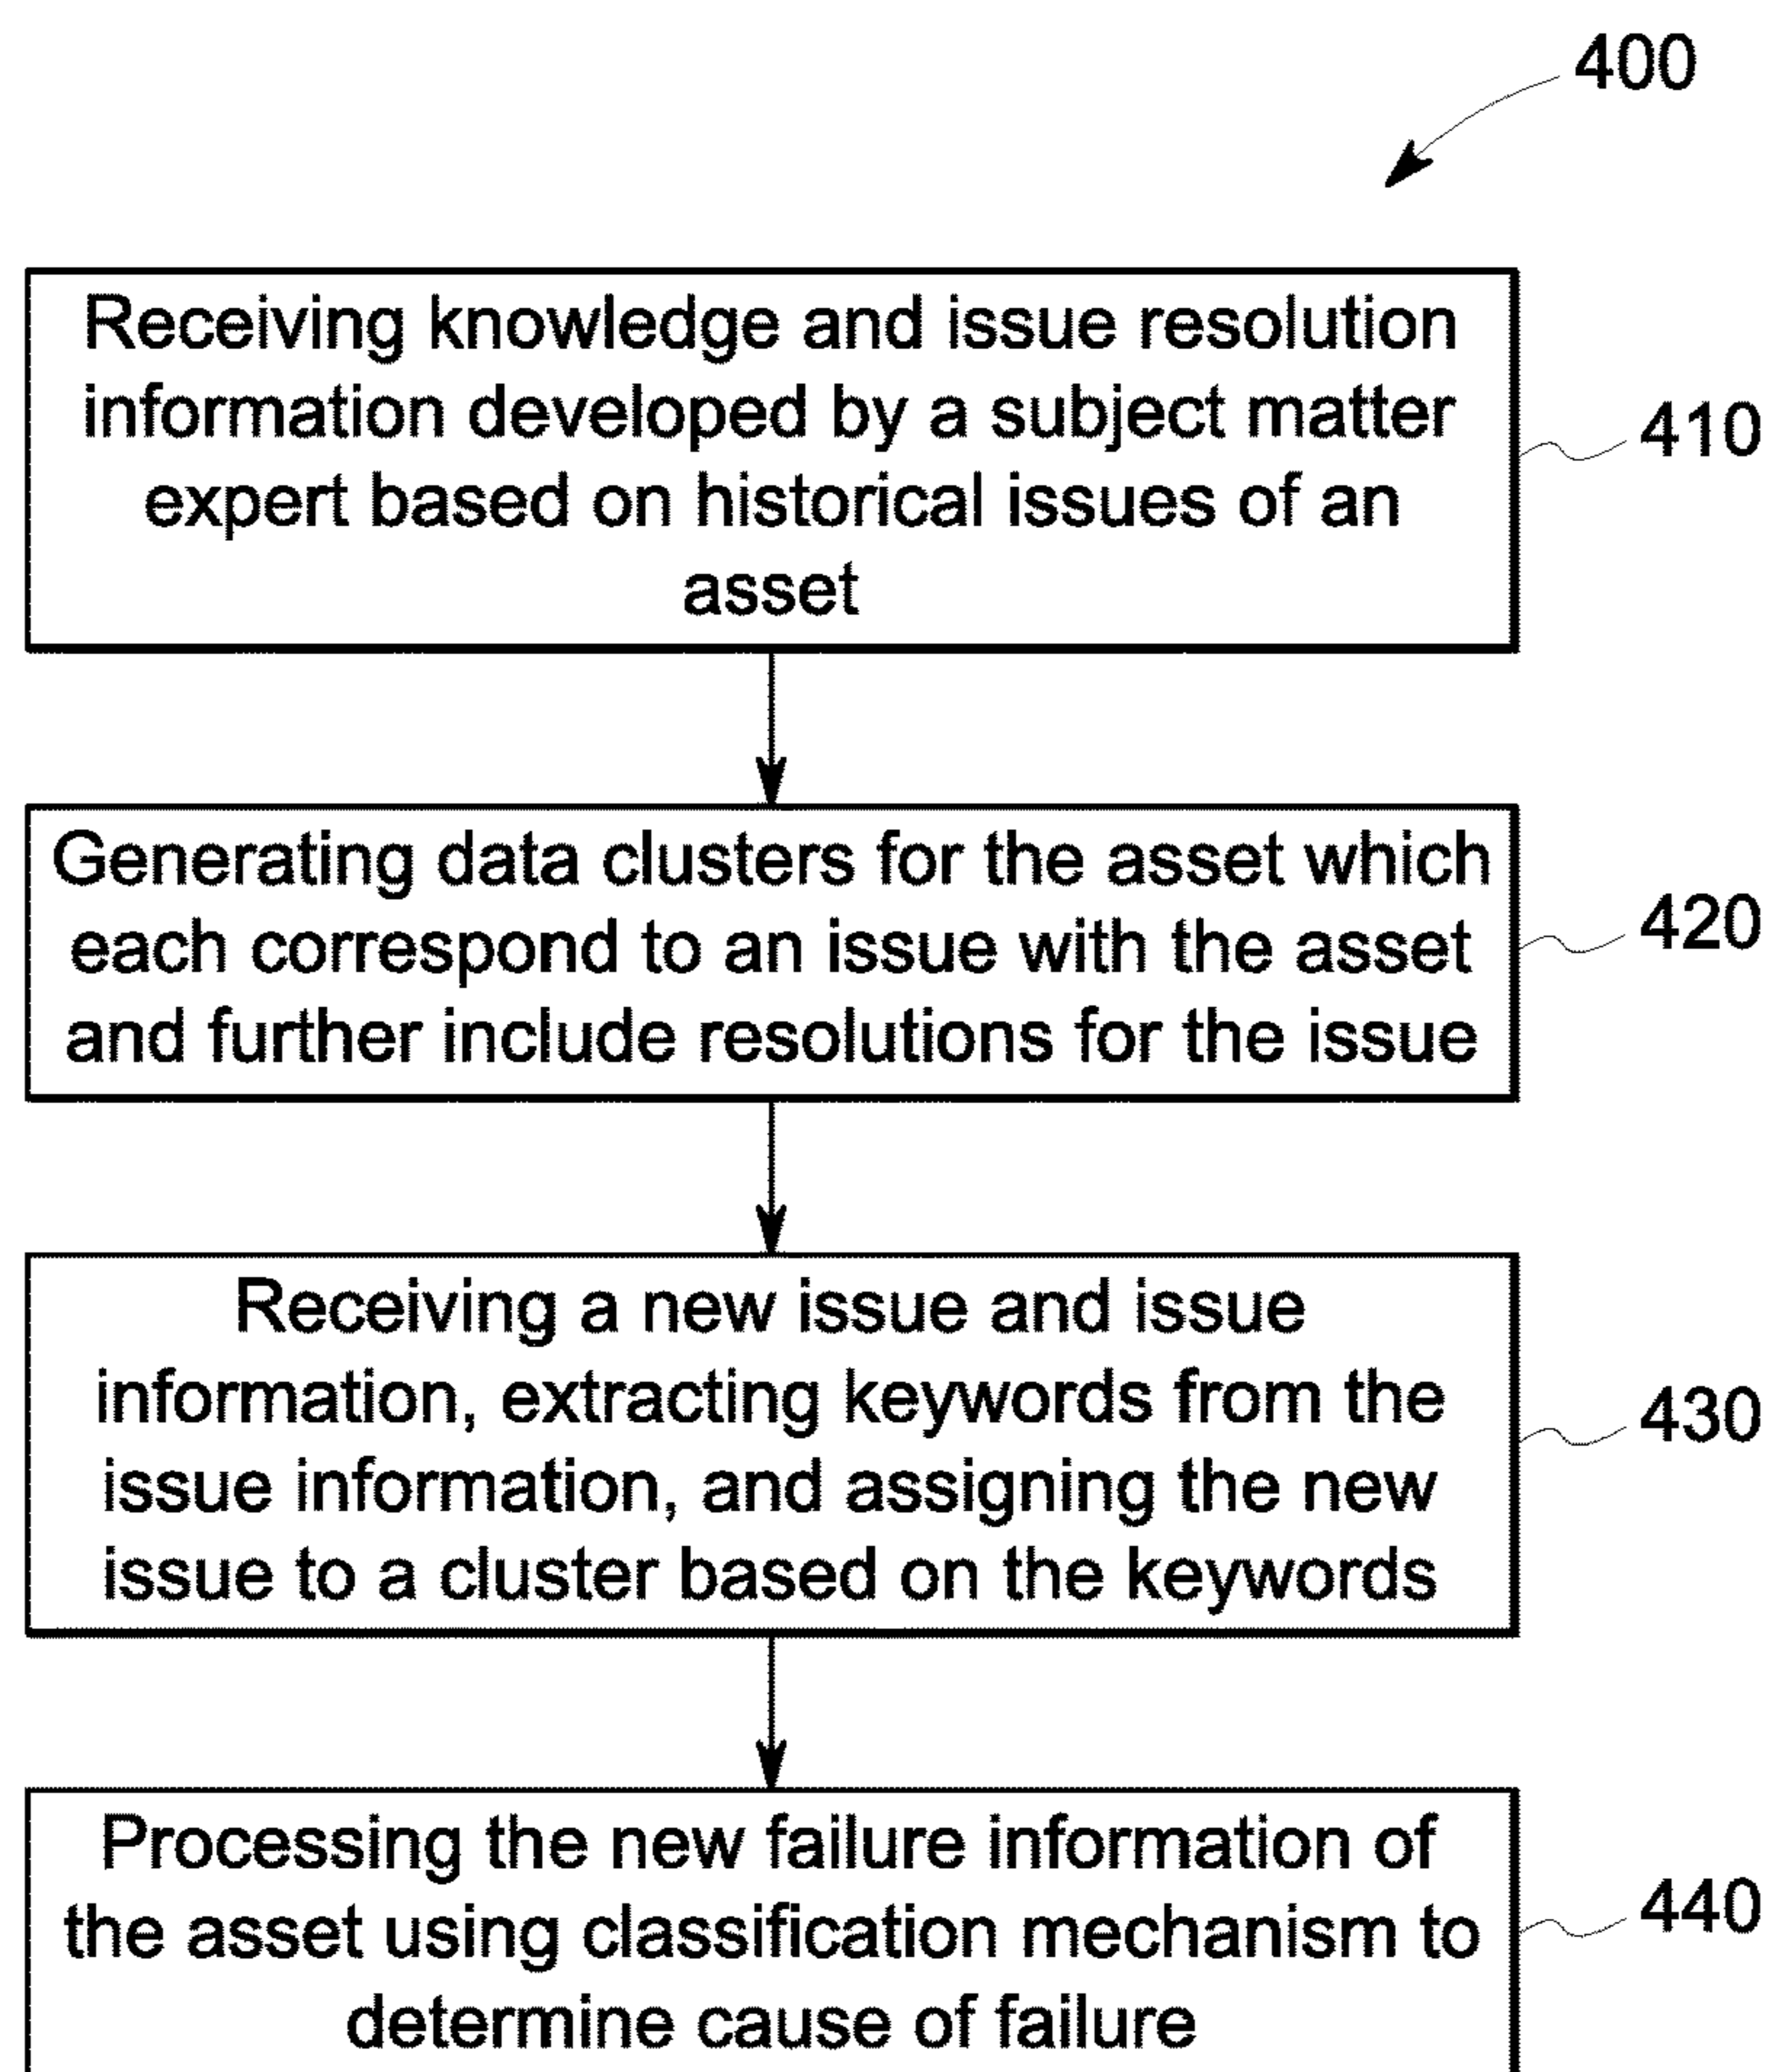 400
Receiving knowledge and issue resolution
information developed by a subject matter
expert based on historical issues of an
asset
410
Generating data clusters for the asset which
each correspond to an issue with the asset
and further include resolutions for the issue
420
Receiving a new issue and issue
information, extracting keywords from the
issue information, and assigning the new
issue to a cluster based on the keywords
430
Processing the new failure information of
the asset using classification mechanism to
determine cause of failure
440